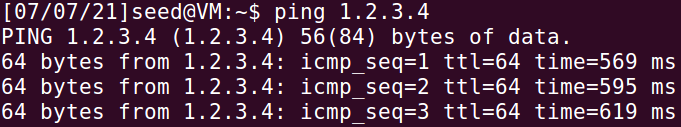 [07/07/21]seed@VM:~$ ping 1.2.3.4
PING 1.2.3.4 (1.2.3.4) 56(84) bytes of data.
64 bytes from 1.2.3.4: icmp_seq=1 ttl=64 time=569 ms
64 bytes from 1.2.3.4: icmp_seq=2 ttl=64 time=595 ms
64 bytes from 1.2.3.4: icmp_seq=3 ttl=64 time=619 ms